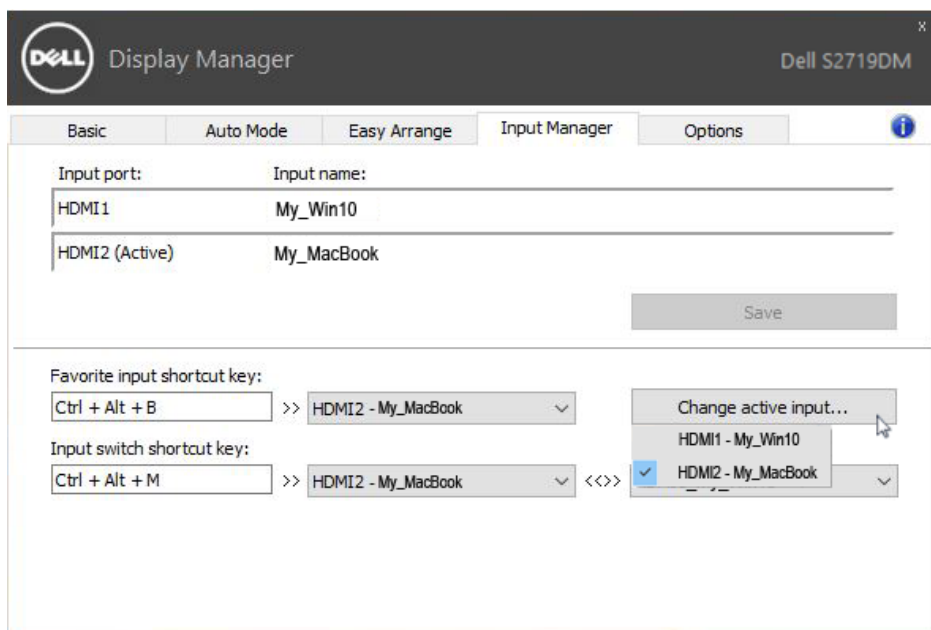 DELL Display Manager
x
Dell S2719DM
Basic Auto Mode Easy Arrange Input Manager Options
Input port: Input name:
HDMI1 My_Win10
HDMI2 (Active) My_MacBook
Save
Favorite input shortcut key:
Ctrl + Alt + B >> HDMI2 - My_MacBook Change active input...
HDMI1 - My_Win10
Input switch shortcut key:
HDMI2 - My_MacBook
Ctrl + Alt + M >> HDMI2 - My_MacBook <<>>